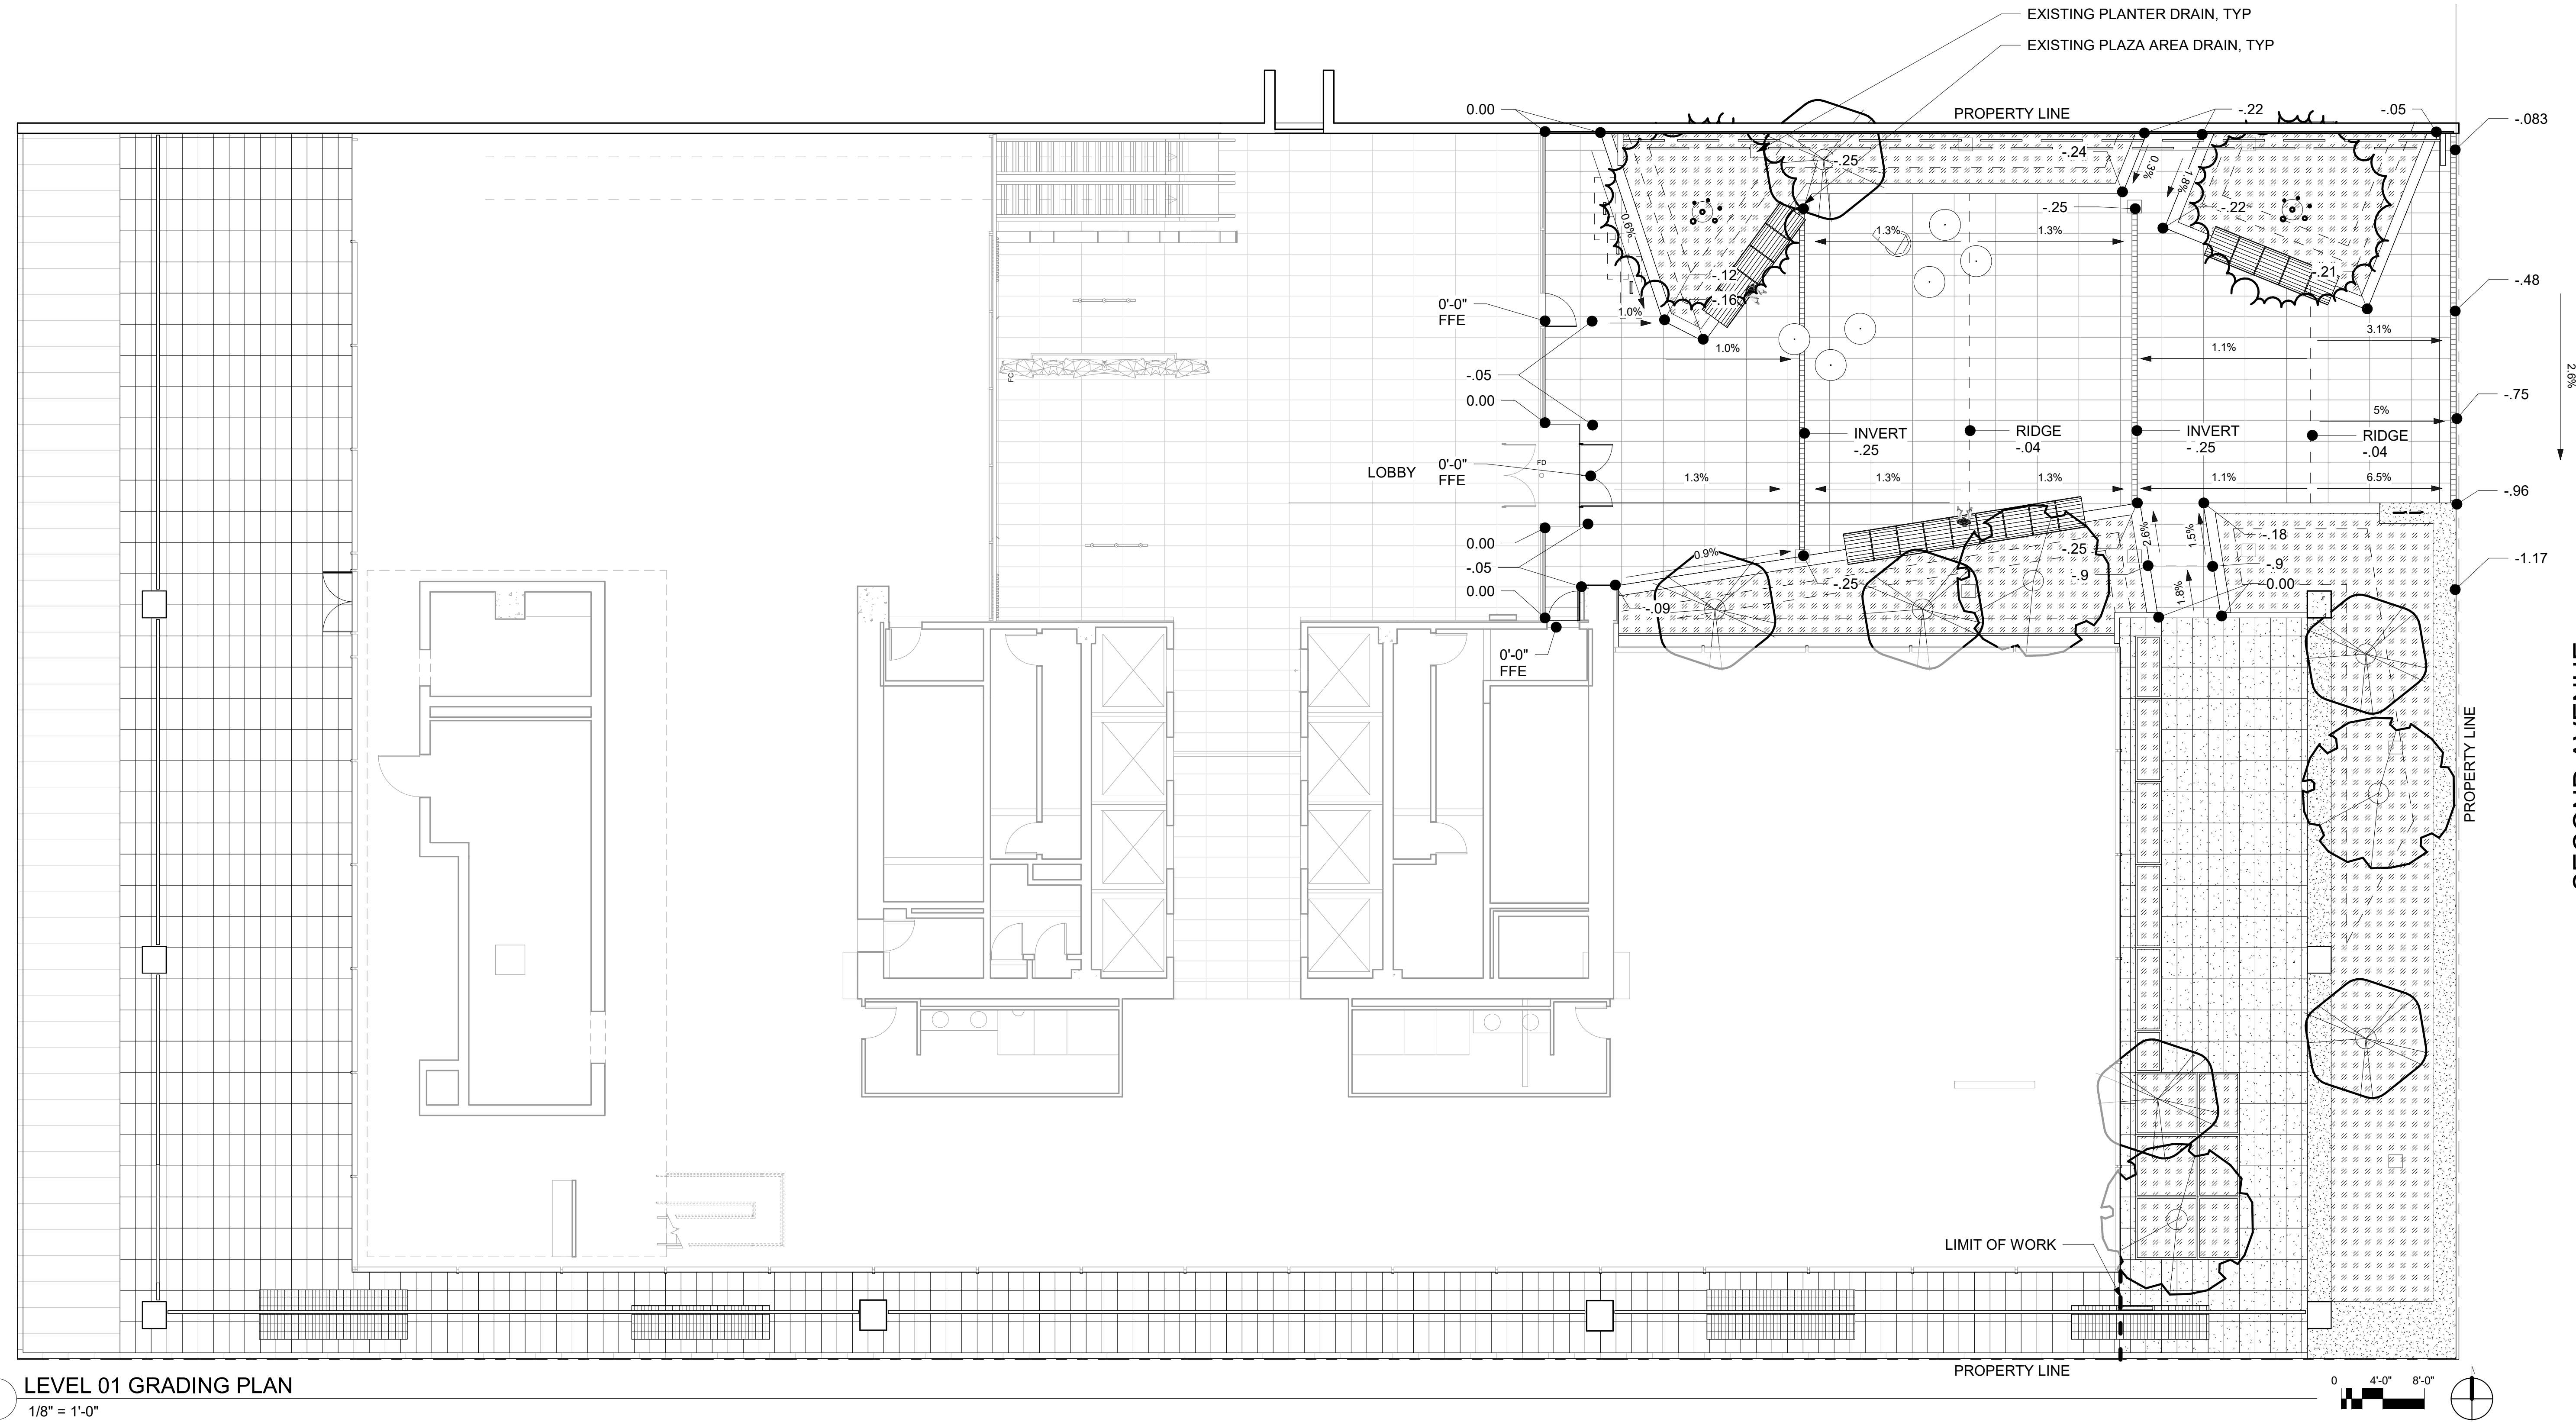 EXISTING PLANTER DRAIN, TYP
EXISTING PLAZA AREA DRAIN, TYP
PROPERTY LINE
0.00
-.22
-.05
-.083
-.25
-.24
0.3%
1.8%
-.22
-.25
0.6%
1.3%
1.3%
-.12
-.16
-.21
-.48
0'-0"
FFE
1.0%
1.0%
3.1%
1.1%
2.6%
-.05
0.00
-.75
5%
INVERT
-.25
RIDGE
-.04
INVERT
- .25
RIDGE
-.04
FC
LOBBY
0'-0"
FFE
FD
1.3%
1.3%
1.3%
1.1%
6.5%
-.96
0.00
-.05
0.00
0.9%
-.25
-.25
-.9
2.6%
1.5%
1.8%
-.18
-.9
0.00
-1.17
-.09
0'-0"
FFE
PROPERTY LINE
LIMIT OF WORK
PROPERTY LINE
LEVEL 01 GRADING PLAN
1/8" = 1'-0"
0 4'-0" 8'-0"